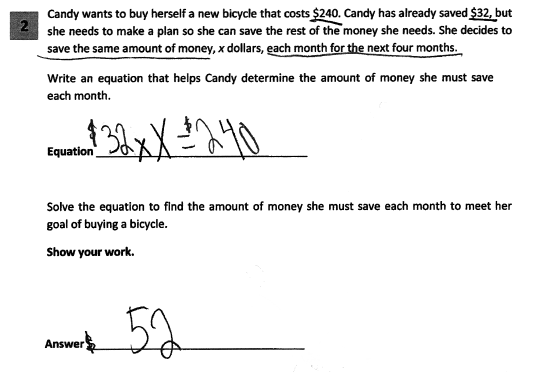 2
Candy wants to buy herself a new bicycle that costs $240. Candy has already saved $32, but
she needs to make a plan so she can save the rest of the money she needs. She decides to
save the same amount of money, x dollars, each month for the next four months.
Write an equation that helps Candy determine the amount of money she must save
each month.
Equation $32xX=$240
Solve the equation to find the amount of money she must save each month to meet her
goal of buying a bicycle.
Show your work.
Answer $ 52